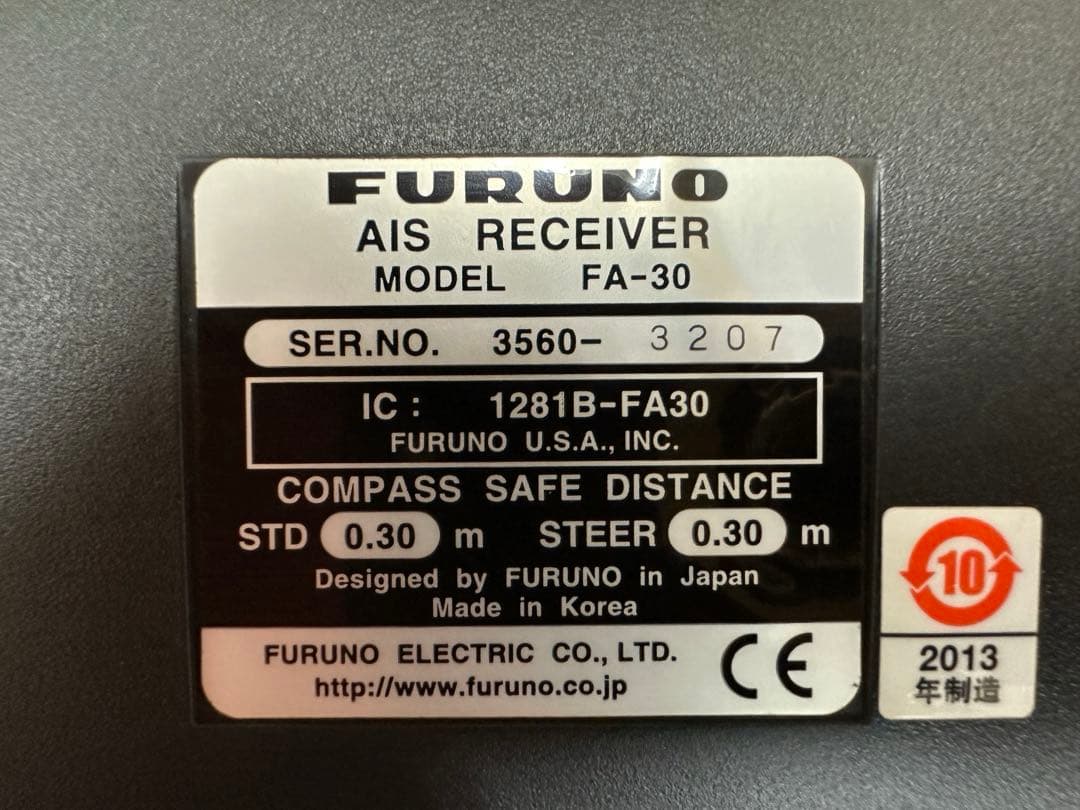 FURUNO
AIS RECEIVER
MODEL FA-30
SER.NO. 3560- 3207
IC : 1281B-FA30
FURUNO U.S.A., INC.
COMPASS SAFE DISTANCE
STD 0.30 m STEER 0.30 m
Designed by FURUNO in Japan
Made in Korea
FURUNO ELECTRIC CO., LTD.
http://www.furuno.co.jp
CE
10
2013
年制造